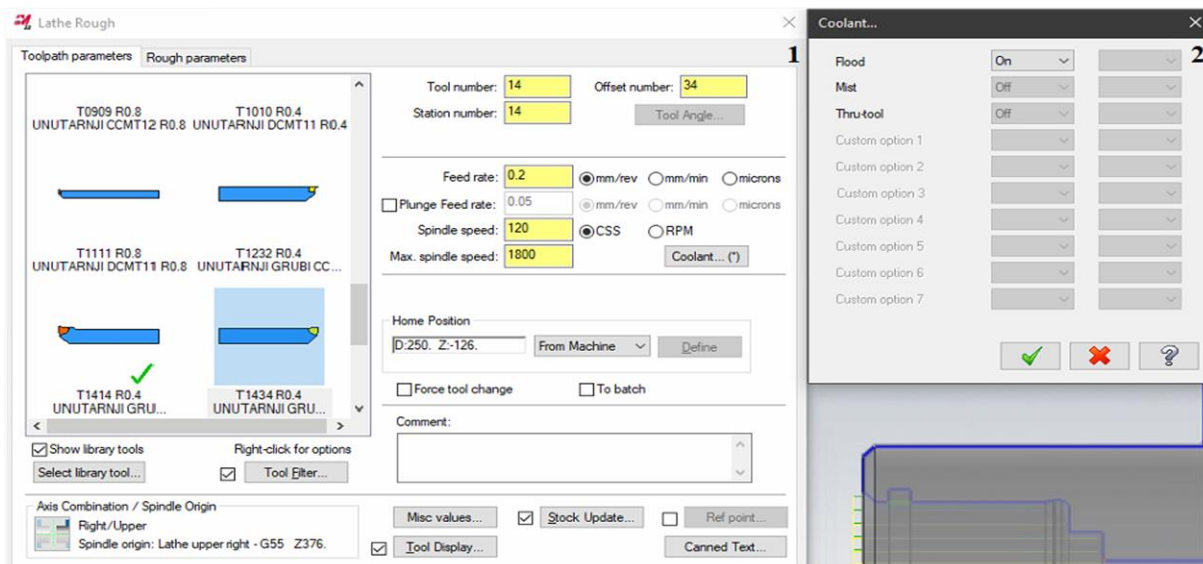 Lathe Rough
Toolpath parameters
Rough parameters
1
T0909 R0.8
UNUTARNJI CCMT12 R0.8
T1010 R0.4
UNUTARNJI DCMT11 R0.4
T1111 R0.8
UNUTARNJI DCMT11 R0.8
T1232 R0.4
UNUTARNJI GRUBI CC...
T1414 R0.4
UNUTARNJI GRU...
T1434 R0.4
UNUTARNJI GRU...
Show library tools
Right-click for options
Select library tool...
Tool Filter...
Axis Combination / Spindle Origin
Right/Upper
Spindle origin: Lathe upper right - G55 Z376.
Tool number: 14
Offset number: 34
Station number: 14
Tool Angle...
Feed rate: 0.2 mm/rev mm/min microns
Plunge Feed rate: 0.05 mm/rev mm/min microns
Spindle speed: 120 CSS RPM
Max. spindle speed: 1800
Coolant... (*)
Home Position
D:250. Z:-126.
From Machine
Define
Force tool change
To batch
Comment:
Misc values...
Stock Update...
Ref point...
Tool Display...
Canned Text...
Coolant...
2
Flood On
Mist Off
Thru-tool Off
Custom option 1
Custom option 2
Custom option 3
Custom option 4
Custom option 5
Custom option 6
Custom option 7